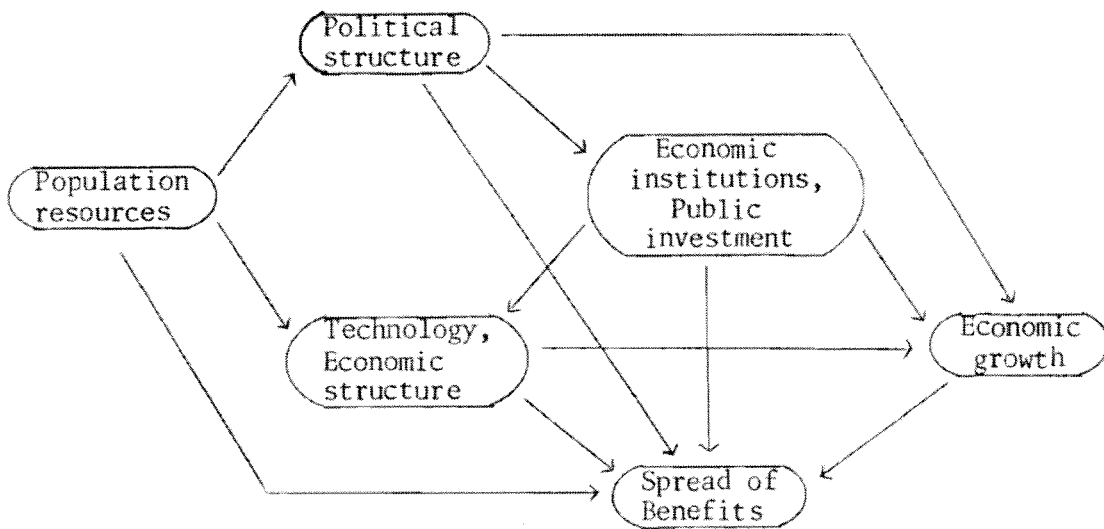 Political
structure
Population
resources
Economic
institutions,
Public
investment
Technology,
Economic
structure
Economic
growth
Spread of
Benefits